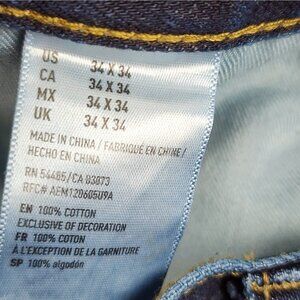 US 34 X 34
CA 34 X 34
MX 34 X 34
UK 34 X 34
MADE IN CHINA / FABRIQUÉ EN CHINE /
HECHO EN CHINA
RN 54485/CA 03873
RFC# AEM120605U9A
EN 100% COTTON
EXCLUSIVE OF DECORATION
FR 100% COTON
À L'EXCEPTION DE LA GARNITURE
SP 100% algodón